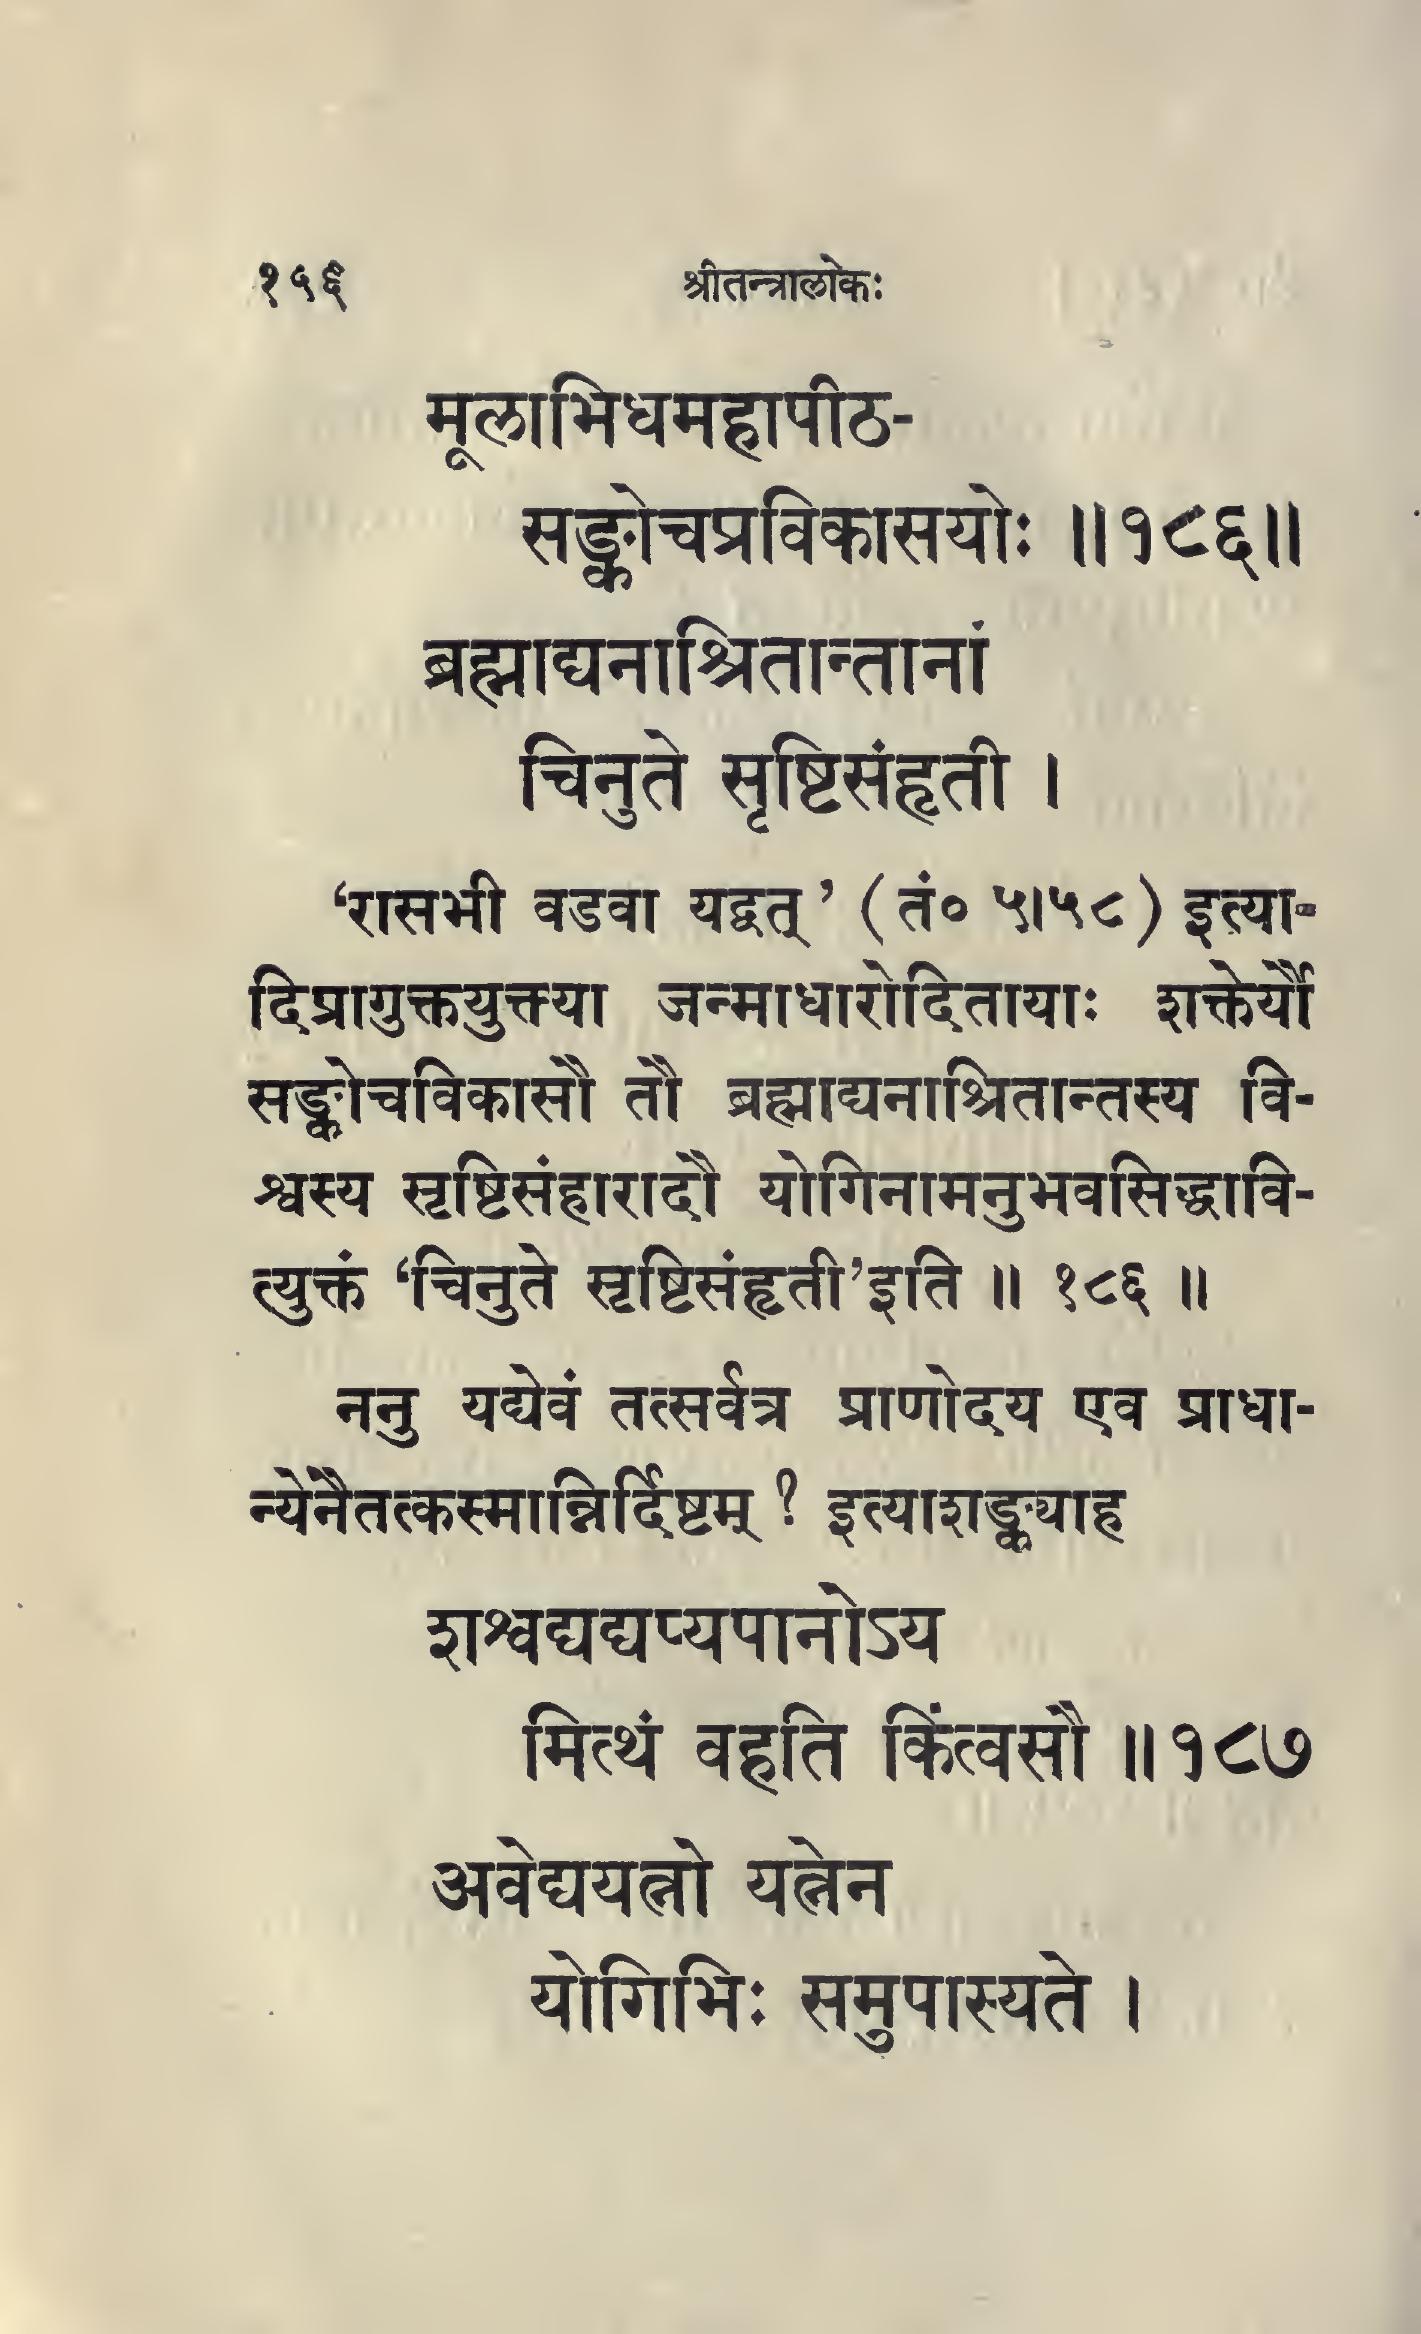 १५६ श्रीतन्त्रालोकः
मूलाभिधमहापीठ-
सङ्कोचप्रविकासयोः ॥१८६॥
ब्रह्माद्यनाश्रितान्तानां
चिनुते सृष्टिसंहृती ।
‘रासभी वडवा यद्वत्’ (तं० ५।५८) इत्या-
दिप्रागुक्तयुक्त्या जन्माधारोदितायाः शक्तेर्यौ
सङ्कोचविकासौ तौ ब्रह्माद्यनाश्रितान्तस्य वि-
श्वस्य सृष्टिसंहारादौ योगिनामनुभवसिद्धावि-
त्युक्तं ‘चिनुते सृष्टिसंहृती’इति ॥ १८६ ॥
ननु यद्येवं तत्सर्वत्र प्राणोदय एव प्राधा-
न्येनैतत्कस्मान्निर्दिष्टम् ? इत्याशङ्क्याह
शश्वद्यद्यप्यपानोऽय
मित्थं वहति किंत्वसौ ॥१८७
अवेद्ययत्नो यत्नेन
योगिभिः समुपास्यते ।